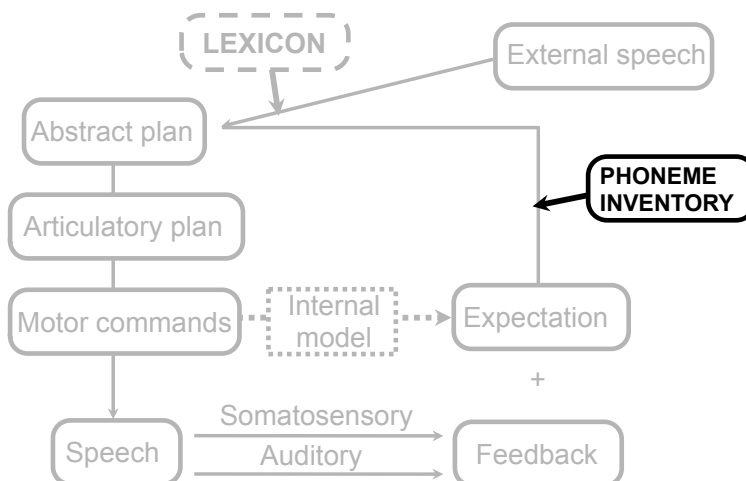 LEXICON
External speech
Abstract plan
PHONEME
INVENTORY
Articulatory plan
Motor commands
Internal
model
Expectation
+
Somatosensory
Speech
Auditory
Feedback